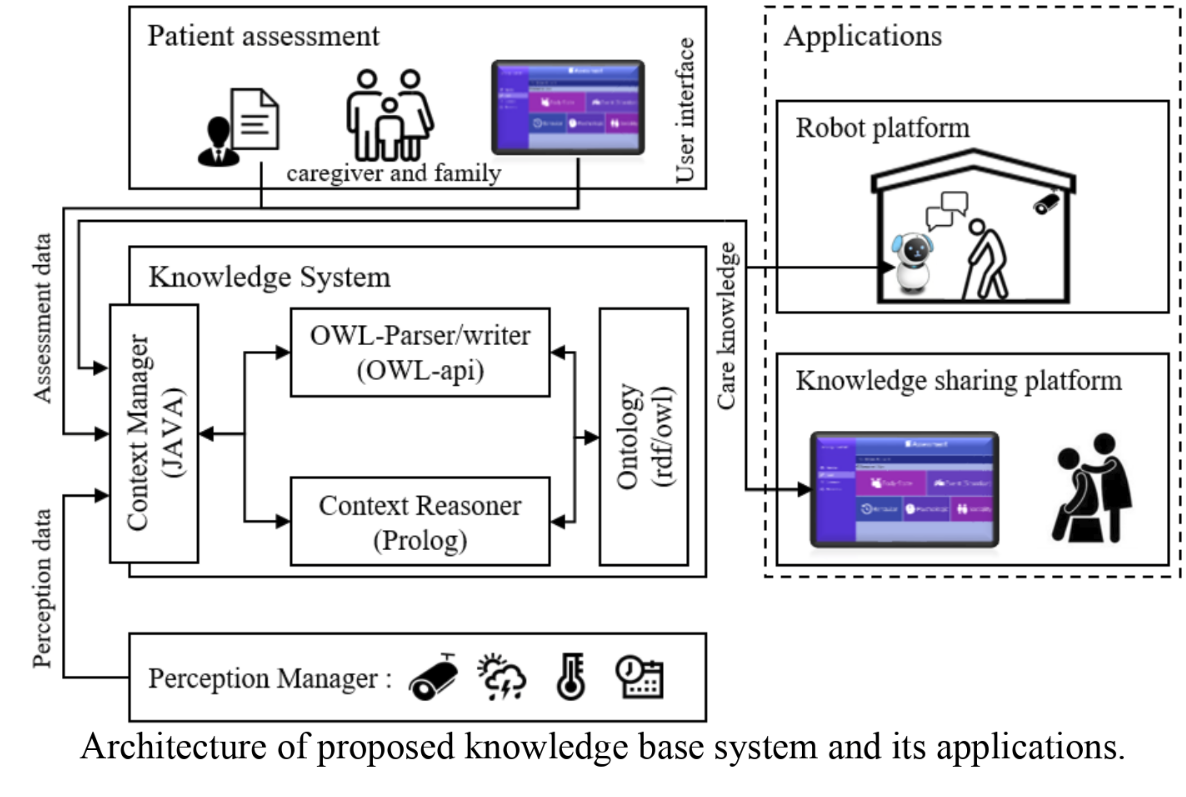 Patient assessment
User interface
caregiver and family
Assessment data
Knowledge System
Context Manager
(JAVA)
OWL-Parser/writer
(OWL-api)
Context Reasoner
(Prolog)
Ontology
(rdf/owl)
Perception data
Perception Manager :
Care knowledge
Applications
Robot platform
Knowledge sharing platform
Assessment
Architecture of proposed knowledge base system and its applications.